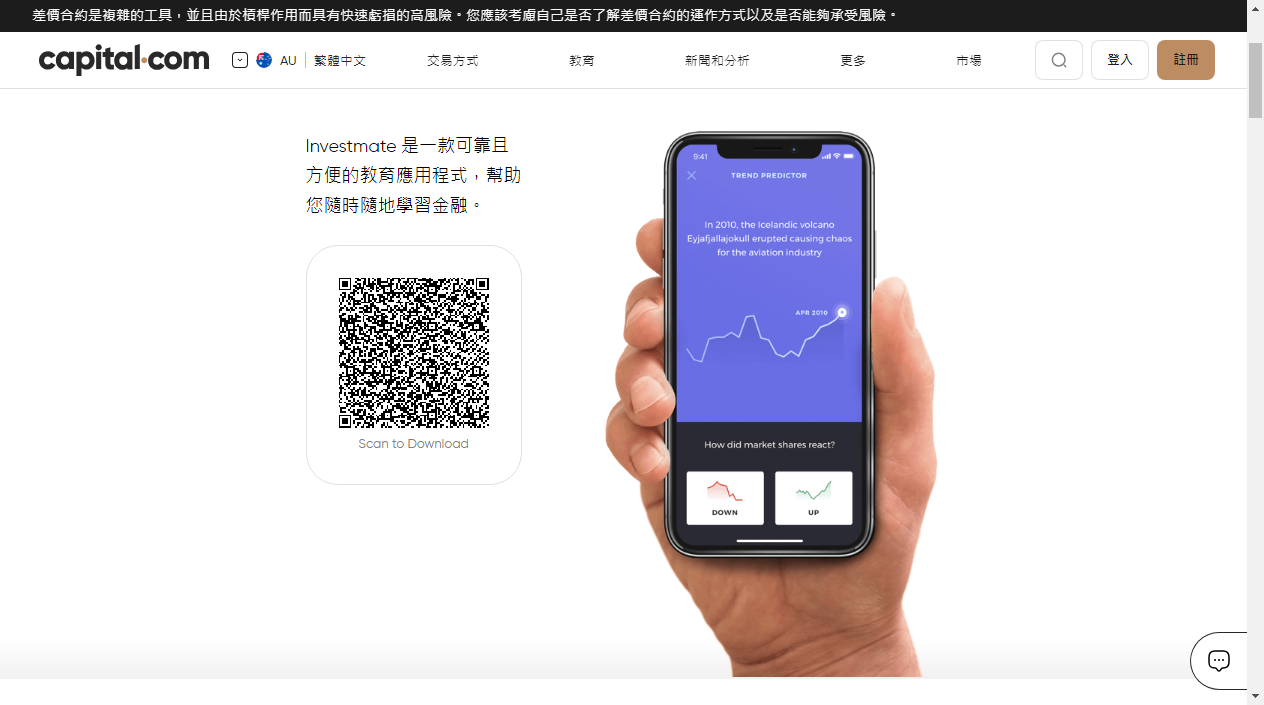 差價合約是複雜的工具，並且由於槓桿作用而具有快速虧損的高風險。您應該考慮自己是否了解差價合約的運作方式以及是否能夠承受風險。
capital.com
AU
繁體中文
交易方式
教育
新聞和分析
更多
市場
登入
註冊
Investmate 是一款可靠且
方便的教育應用程式，幫助
您隨時隨地學習金融。
Scan to Download
9:41
TREND PREDICTOR
In 2010, the Icelandic volcano
Eyjafjallajokull erupted causing chaos
for the aviation industry
APR 2010
How did market shares react?
DOWN
UP